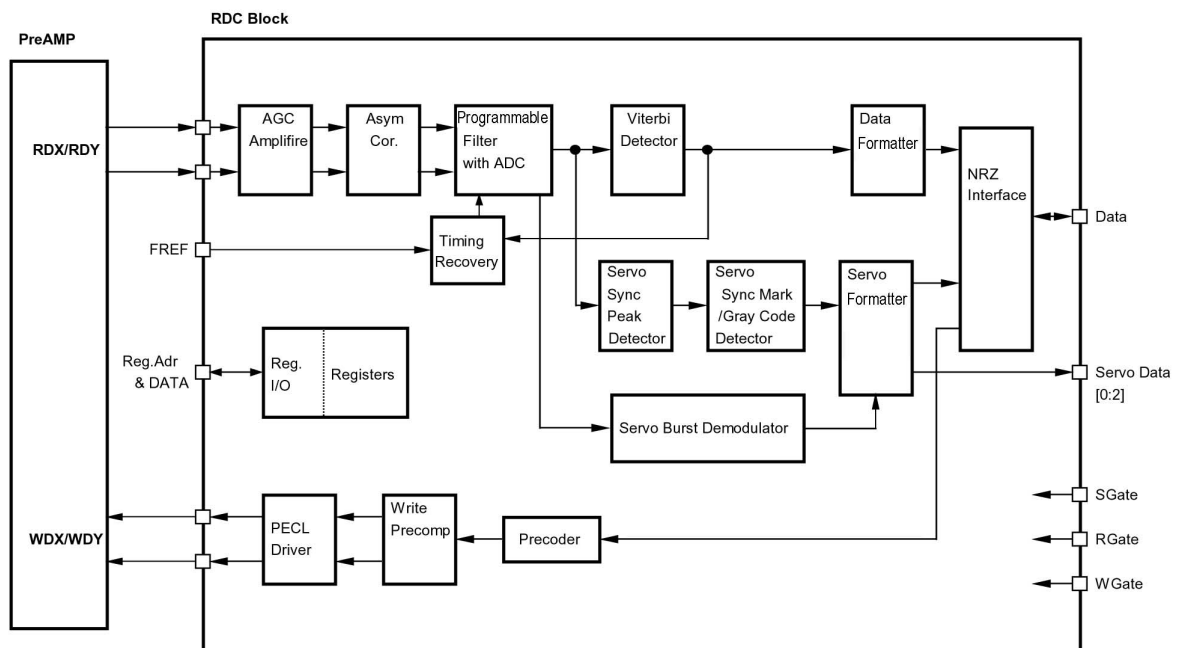 RDC Block
PreAMP
RDX/RDY
AGC
Amplifire
Asym
Cor.
Programmable
Filter
with ADC
Viterbi
Detector
Data
Formatter
NRZ
Interface
Data
FREF
Timing
Recovery
Servo
Sync
Peak
Detector
Servo
Sync Mark
/Gray Code
Detector
Servo
Formatter
Reg.Adr
& DATA
Reg.
I/O
Registers
Servo Data
[0:2]
Servo Burst Demodulator
WDX/WDY
PECL
Driver
Write
Precomp
Precoder
SGate
RGate
WGate